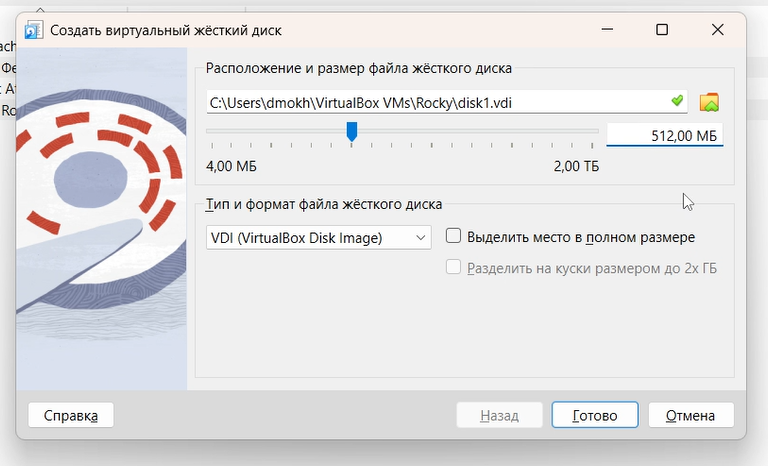 Создать виртуальный жёсткий диск
Расположение и размер файла жёсткого диска
C:\Users\dmokh\VirtualBox VMs\Rocky\disk1.vdi
512,00 МБ
4,00 МБ
2,00 ТБ
Тип и формат файла жёсткого диска
VDI (VirtualBox Disk Image)
Выделить место в полном размере
Разделить на куски размером до 2х ГБ
Справка
Назад
Готово
Отмена